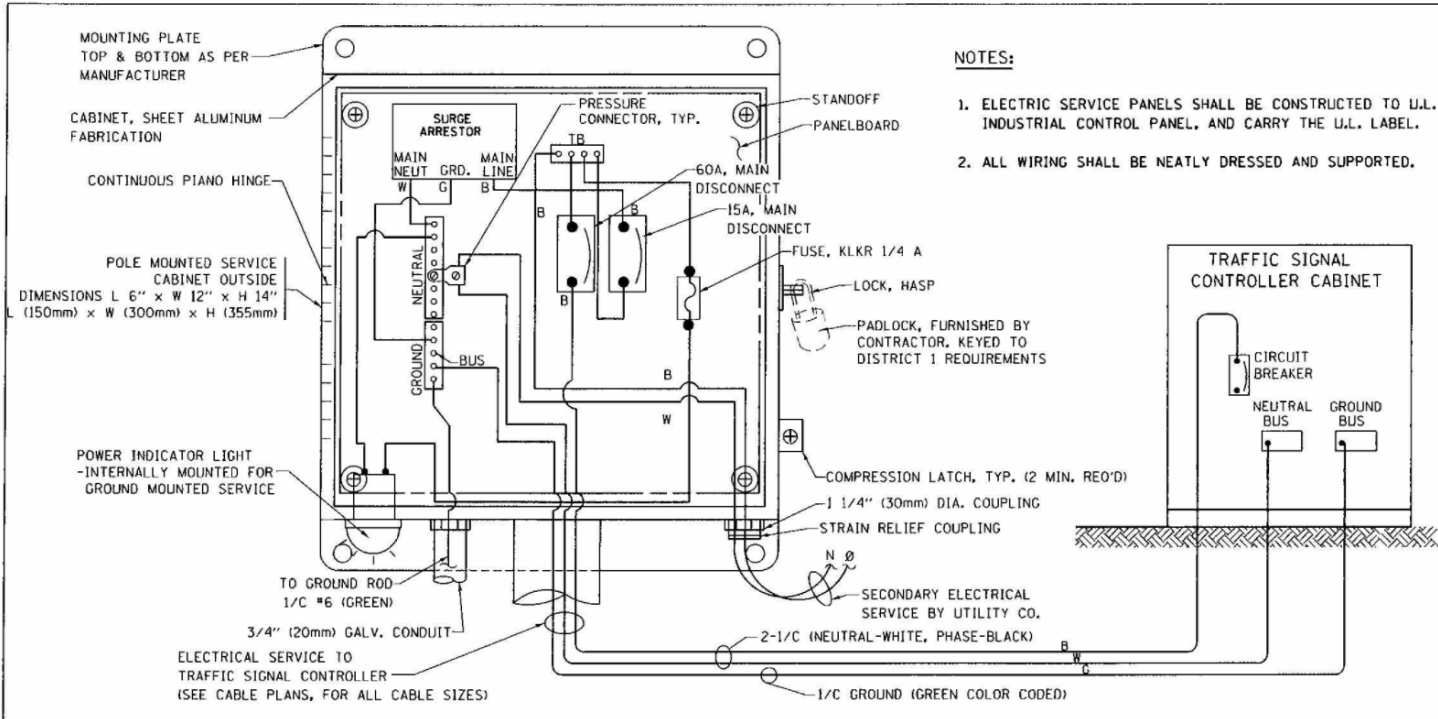 MOUNTING PLATE
TOP & BOTTOM AS PER
MANUFACTURER
CABINET, SHEET ALUMINUM
FABRICATION
CONTINUOUS PIANO HINGE
POLE MOUNTED SERVICE
CABINET OUTSIDE
DIMENSIONS L 6" × W 12" × H 14"
L (150mm) × W (300mm) × H (355mm)
POWER INDICATOR LIGHT
-INTERNALLY MOUNTED FOR
GROUND MOUNTED SERVICE
TO GROUND ROD
1/C #6 (GREEN)
3/4" (20mm) GALV. CONDUIT
ELECTRICAL SERVICE TO
TRAFFIC SIGNAL CONTROLLER
(SEE CABLE PLANS, FOR ALL CABLE SIZES)
SURGE
ARRESTOR
MAIN
NEUT
GRD.
MAIN
LINE
W
G
B
NEUTRAL
GROUND
BUS
PRESSURE
CONNECTOR, TYP.
TB
B
B
B
60A, MAIN
DISCONNECT
15A, MAIN
DISCONNECT
FUSE, KLKR 1/4 A
B
W
STANDOFF
PANELBOARD
LOCK, HASP
PADLOCK, FURNISHED BY
CONTRACTOR. KEYED TO
DISTRICT 1 REQUIREMENTS
COMPRESSION LATCH, TYP. (2 MIN. REO'D)
1 1/4" (30mm) DIA. COUPLING
STRAIN RELIEF COUPLING
N Ø
SECONDARY ELECTRICAL
SERVICE BY UTILITY CO.
2-1/C (NEUTRAL-WHITE, PHASE-BLACK)
1/C GROUND (GREEN COLOR CODED)
B
W
G
NOTES:
1. ELECTRIC SERVICE PANELS SHALL BE CONSTRUCTED TO U.L.
INDUSTRIAL CONTROL PANEL, AND CARRY THE U.L. LABEL.
2. ALL WIRING SHALL BE NEATLY DRESSED AND SUPPORTED.
TRAFFIC SIGNAL
CONTROLLER CABINET
CIRCUIT
BREAKER
NEUTRAL
BUS
GROUND
BUS